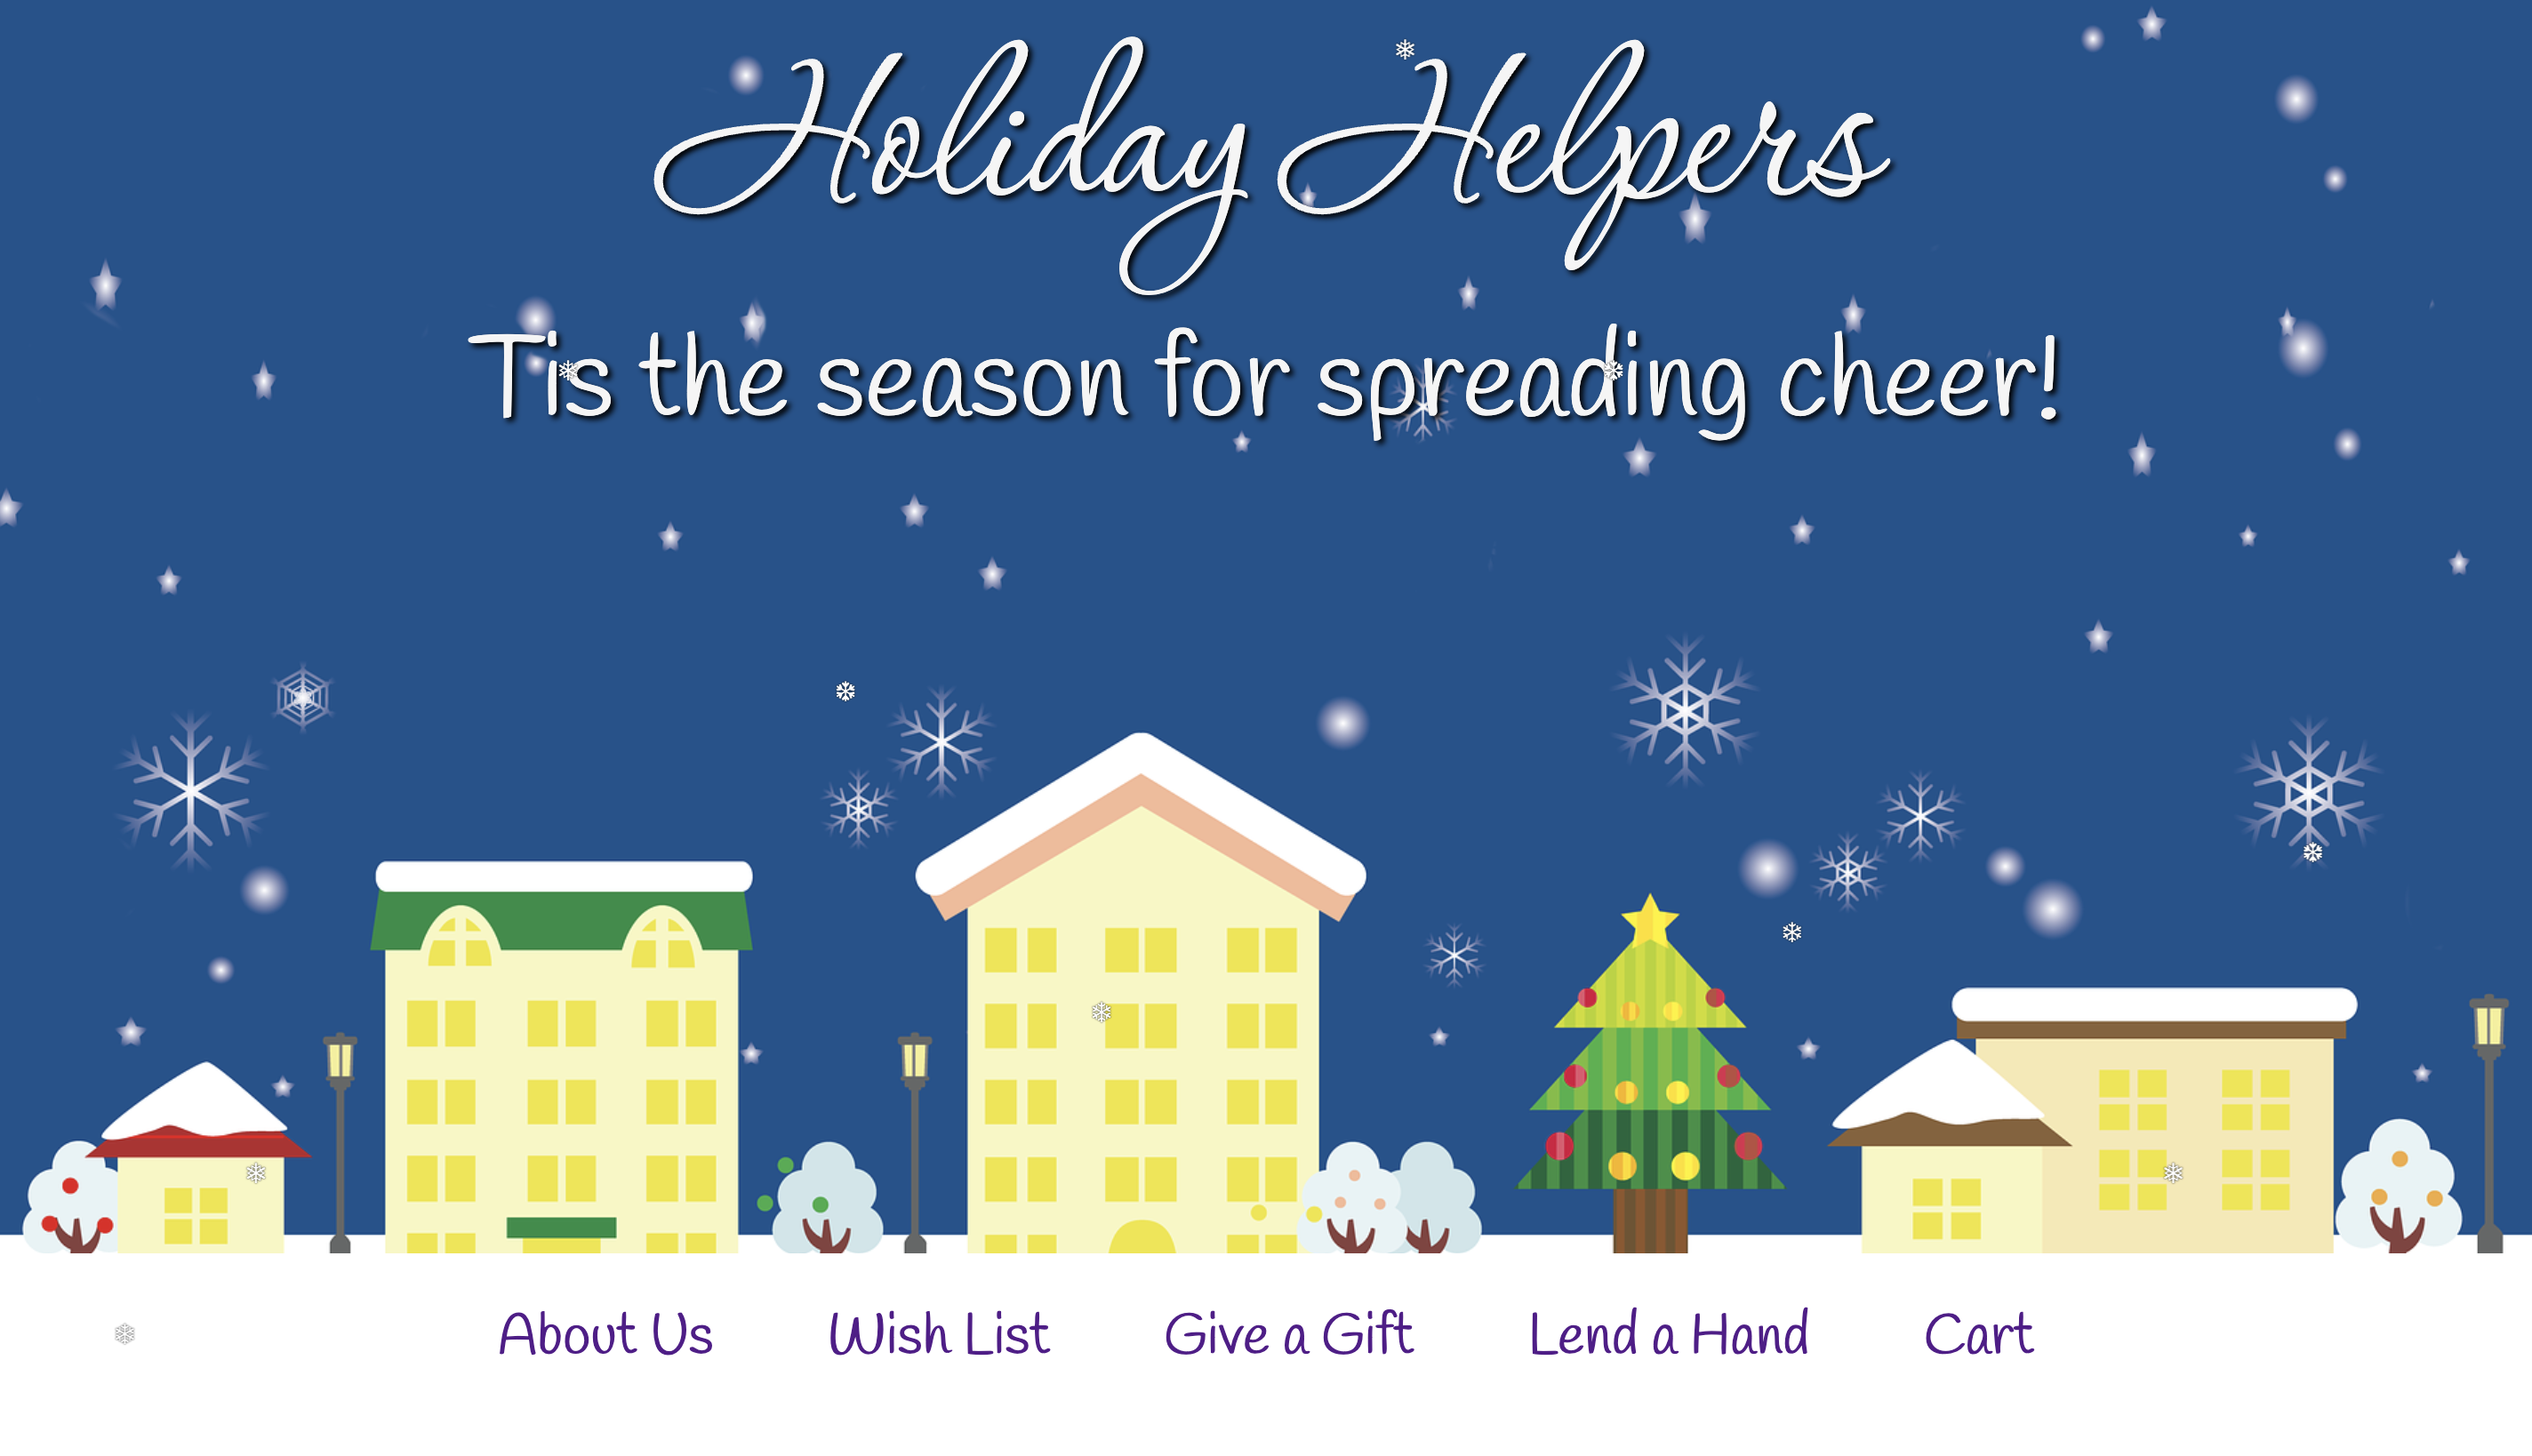 Holiday Helpers
Tis the season for spreading cheer!
About Us Wish List Give a Gift Lend a Hand Cart